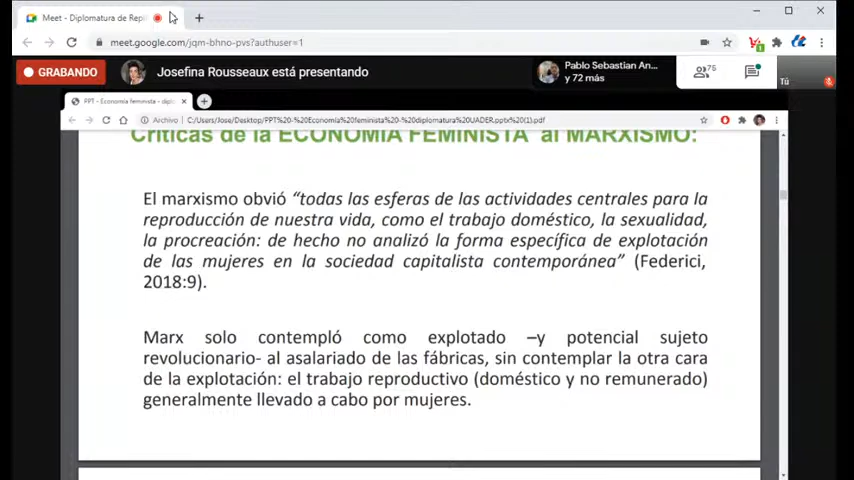 Meet - Diplomatura de Rep
meet.google.com/jqm-bhno-pvs?authuser=1
GRABANDO
Josefina Rousseaux está presentando
Pablo Sebastian An...
y 72 más
76
Tú
PPT - Economía feminista - dipl
Archivo | C:/Users/Jose/Desktop/PPT%20-%20Economía%20feminista%20-%20diplomatura%20UADER.pptx%20(1).pdf
Críticas de la ECONOMÍA FEMINISTA al MARXISMO:
El marxismo obvió “todas las esferas de las actividades centrales para la
reproducción de nuestra vida, como el trabajo doméstico, la sexualidad,
la procreación: de hecho no analizó la forma específica de explotación
de las mujeres en la sociedad capitalista contemporánea” (Federici,
2018:9).
Marx solo contempló como explotado –y potencial sujeto
revolucionario- al asalariado de las fábricas, sin contemplar la otra cara
de la explotación: el trabajo reproductivo (doméstico y no remunerado)
generalmente llevado a cabo por mujeres.